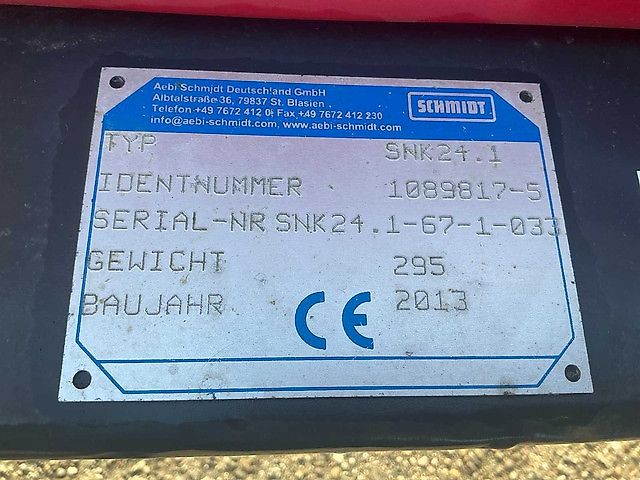 Aebi Schmidt Deutschland GmbH
Albtalstraße 36, 79837 St. Blasien
Telefon +49 7672 412 0; Fax +49 7672 412 230
info@aebi-schmidt.com, www.aebi-schmidt.com
SCHMIDT
TYP SNK24.1
IDENTNUMMER 1089817-5
SERIAL-NR SNK24.1-67-1-033
GEWICHT 295
BAUJAHR 2013
CE